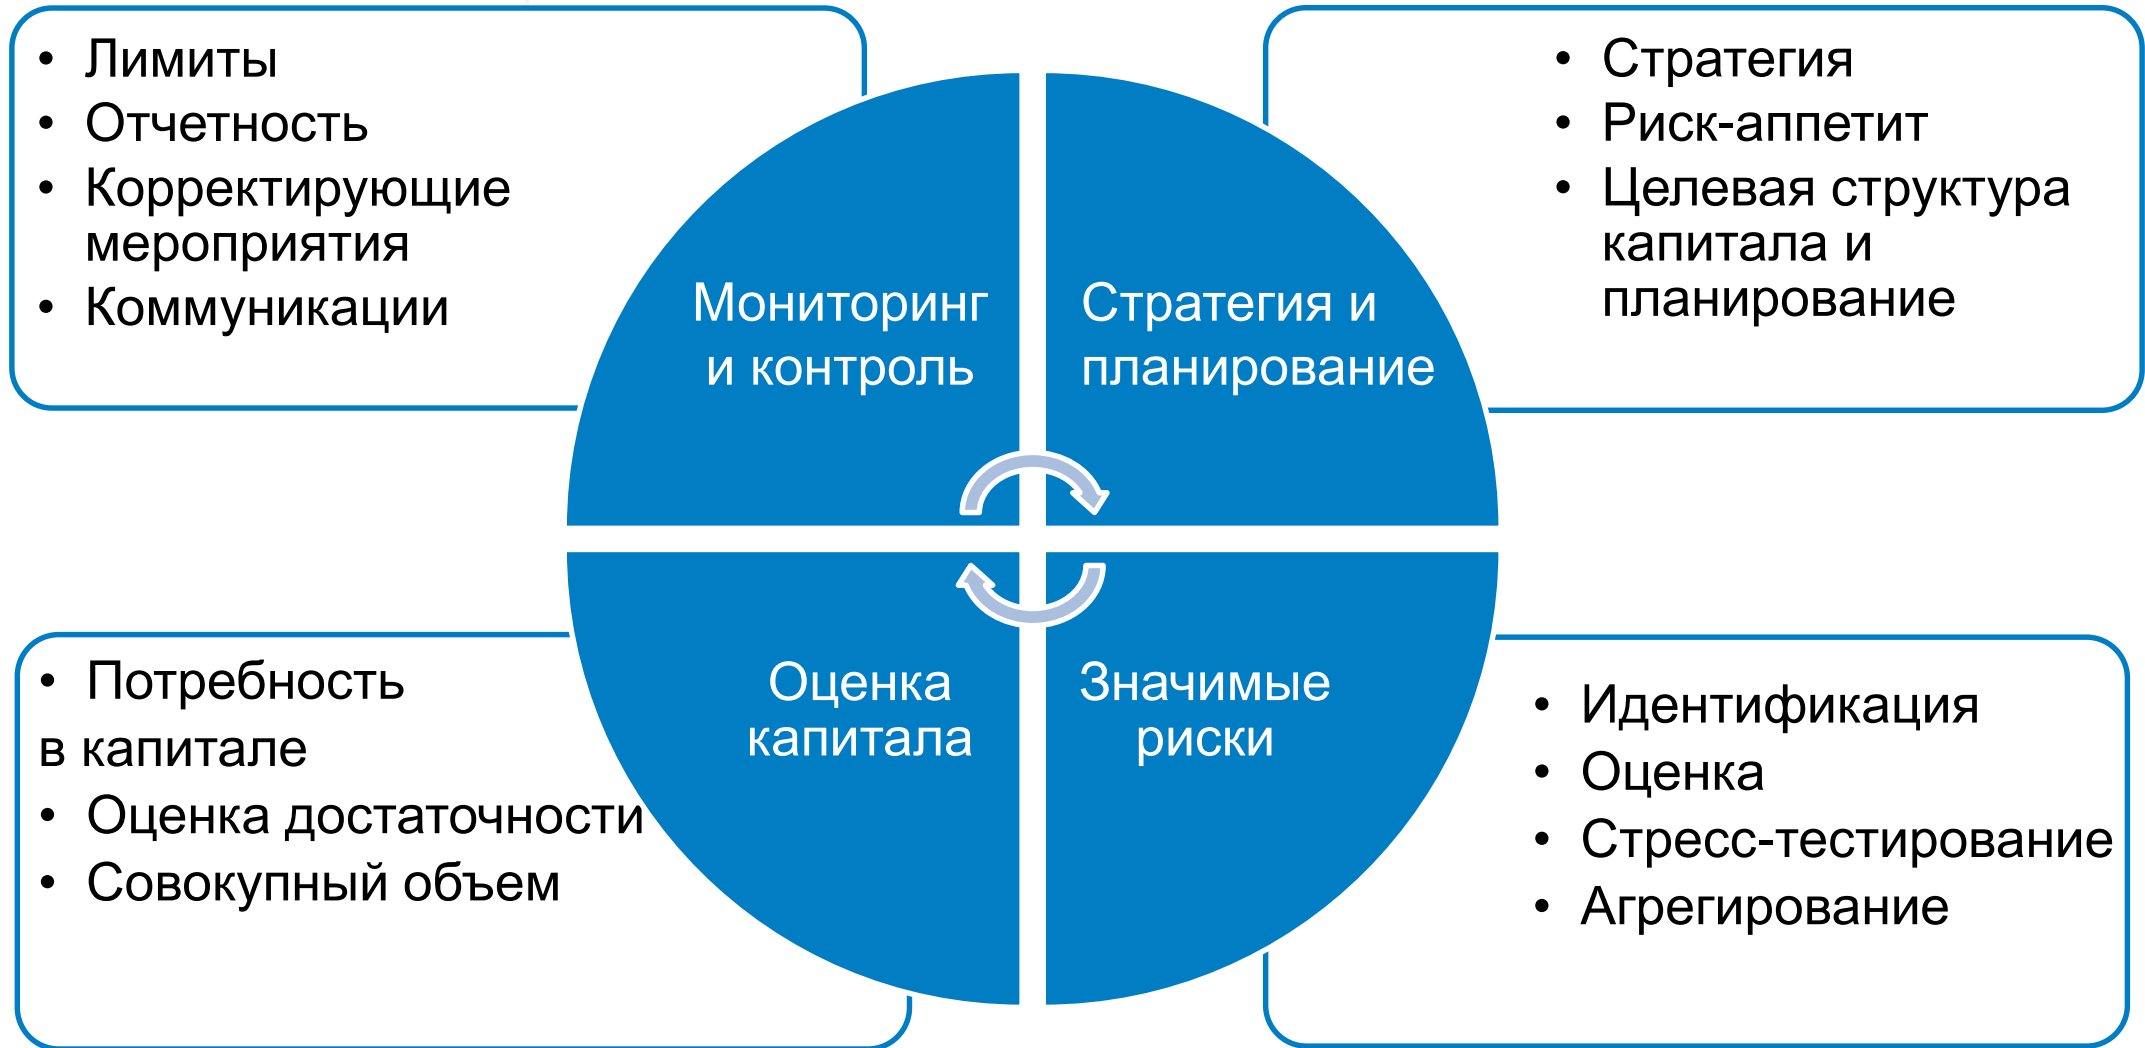 • Лимиты
• Отчетность
• Корректирующие
мероприятия
• Коммуникации
• Стратегия
• Риск-аппетит
• Целевая структура
капитала и
планирование
Мониторинг
и контроль
Стратегия и
планирование
Оценка
капитала
Значимые
риски
• Потребность
в капитале
• Оценка достаточности
• Совокупный объем
• Идентификация
• Оценка
• Стресс-тестирование
• Агрегирование